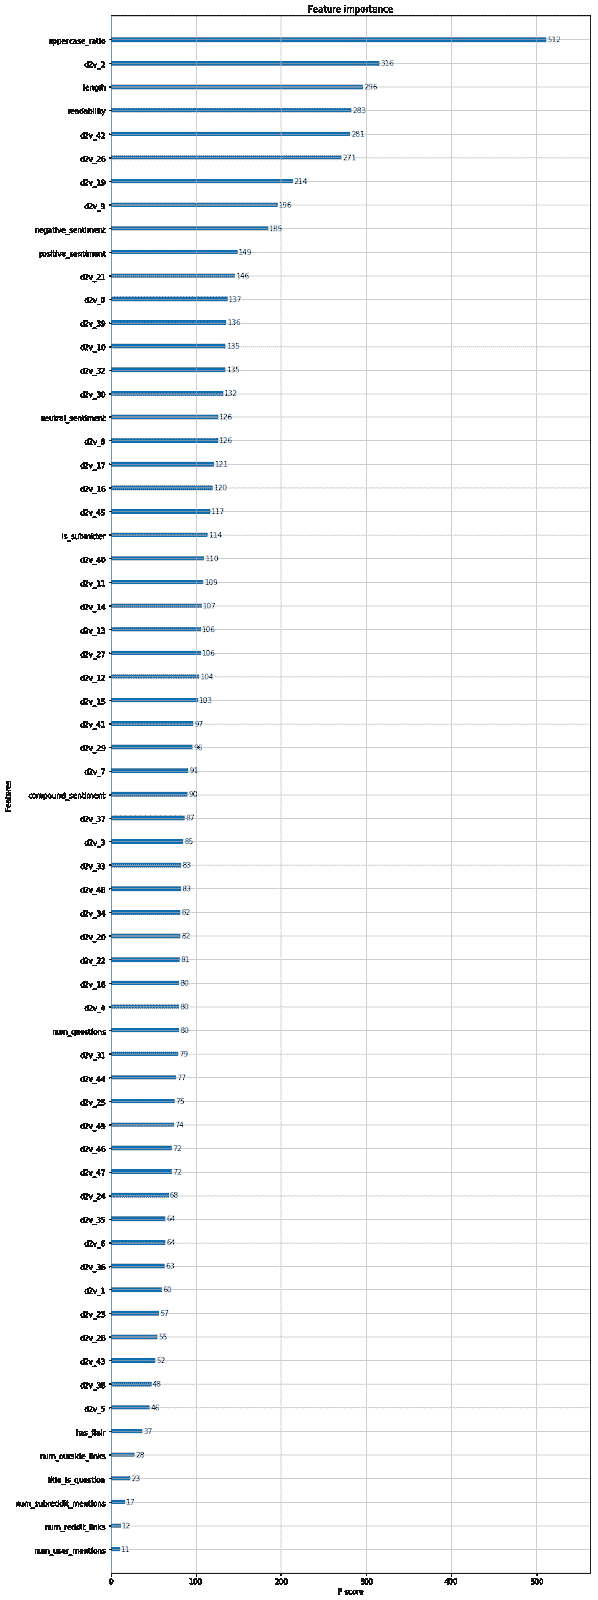 Feature importance
uppercase_ratio 512
d2v_2 316
length 296
readability 283
d2v_42 281
d2v_26 271
d2v_19 214
d2v_9 196
negative_sentiment 185
positive_sentiment 149
d2v_21 146
d2v_0 137
d2v_39 136
d2v_10 135
d2v_32 135
d2v_30 132
neutral_sentiment 126
d2v_8 126
d2v_17 121
d2v_16 120
d2v_45 117
is_submitter 114
d2v_40 110
d2v_11 109
d2v_14 107
d2v_13 106
d2v_27 106
d2v_12 104
d2v_15 103
d2v_41 97
d2v_29 96
d2v_7 91
compound_sentiment 90
d2v_37 87
d2v_3 85
d2v_33 83
d2v_48 83
d2v_34 82
d2v_20 82
d2v_22 81
d2v_18 80
d2v_4 80
num_questions 80
d2v_31 79
d2v_44 77
d2v_25 75
d2v_49 74
d2v_46 72
d2v_47 72
d2v_24 68
d2v_35 64
d2v_6 64
d2v_36 63
d2v_1 60
d2v_23 57
d2v_28 55
d2v_43 52
d2v_38 48
d2v_5 46
has_flair 37
num_outside_links 28
title_is_question 23
num_subreddit_mentions 17
num_reddit_links 12
num_user_mentions 11
Features
0 100 200 300 400 500
F score